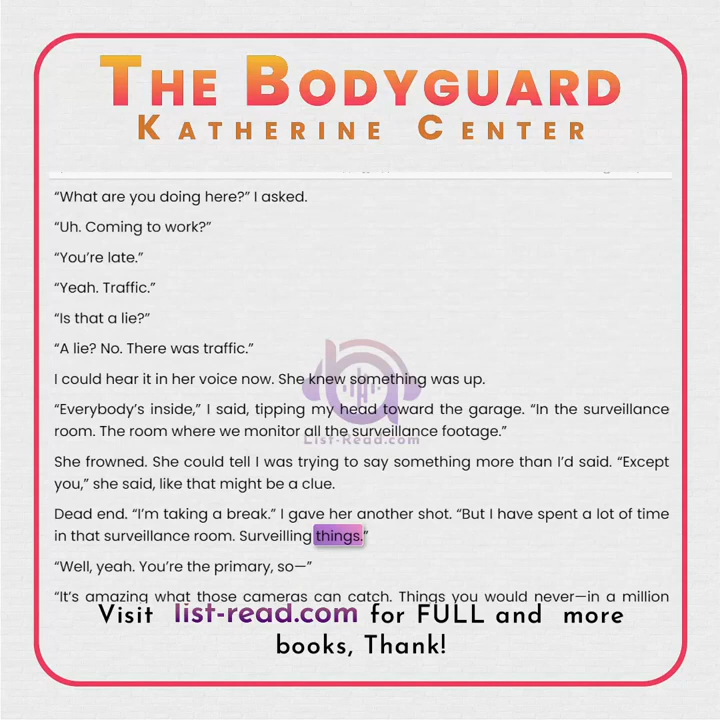 THE BODYGUARD
KATHERINE CENTER
“What are you doing here?” I asked.
“Uh. Coming to work?”
“You’re late.”
“Yeah. Traffic.”
“Is that a lie?”
“A lie? No. There was traffic.”
I could hear it in her voice now. She knew something was up.
“Everybody’s inside,” I said, tipping my head toward the garage. “In the surveillance
room. The room where we monitor all the surveillance footage.”
List-Read.com
She frowned. She could tell I was trying to say something more than I’d said. “Except
you,” she said, like that might be a clue.
Dead end. “I’m taking a break.” I gave her another shot. “But I have spent a lot of time
in that surveillance room. Surveilling things.”
“Well, yeah. You’re the primary, so—”
“It’s amazing what those cameras can catch. Things you would never—in a million
Visit list-read.com for FULL and more
books, Thank!